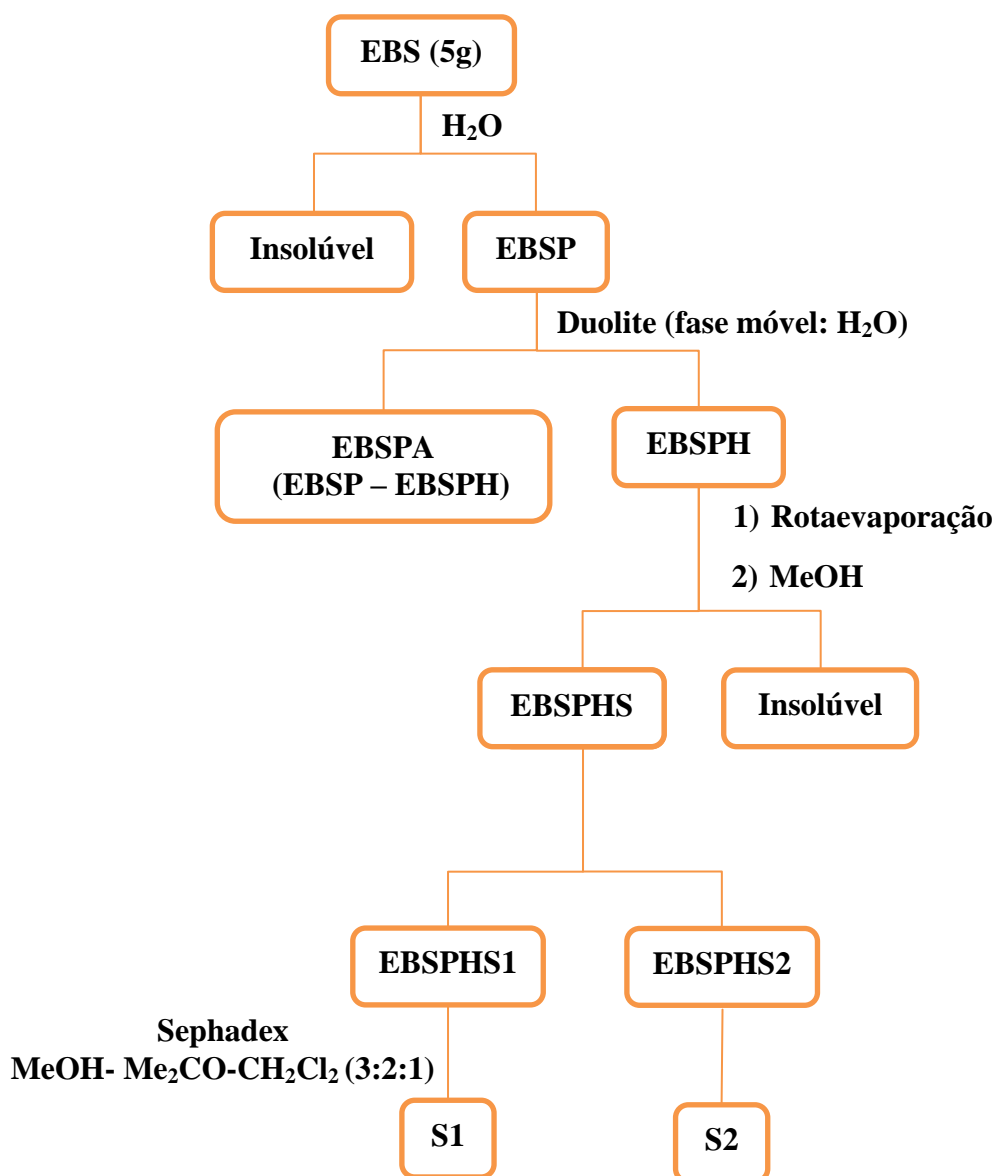 EBS (5g)
H₂O
Insolúvel
EBSP
Duolite (fase móvel: H₂O)
EBSPA
(EBSP – EBSPH)
EBSPH
1) Rotaevaporação
2) MeOH
EBSPHS
Insolúvel
EBSPHS1
EBSPHS2
Sephadex
MeOH- Me₂CO-CH₂Cl₂ (3:2:1)
S1
S2